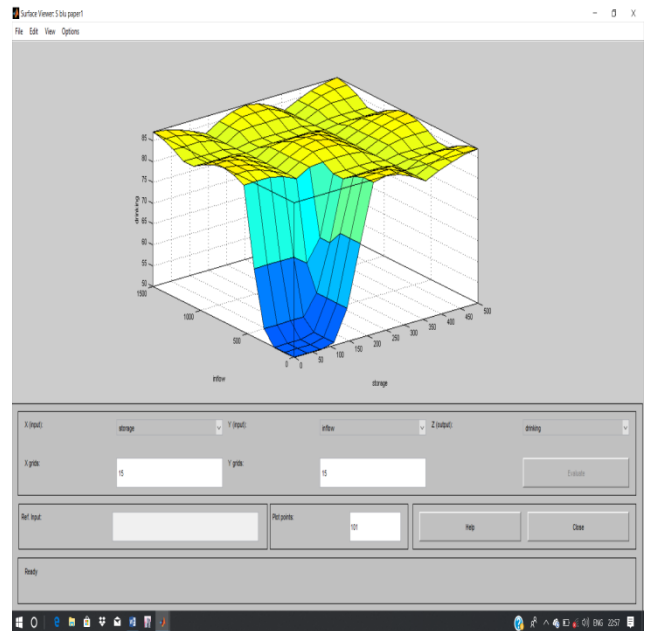 Surface Viewer: S blu paper1
File Edit View Options
85
80
75
70
65
60
55
50
drinking
1500
1000
500
0
inflow
0
50
100
150
200
250
300
350
400
450
500
storage
X (input): storage Y (input): inflow Z (output): drinking
X grids: 15 Y grids: 15 Evaluate
Ref. Input: Plot points: 101 Help Close
Ready
ENG 22:57